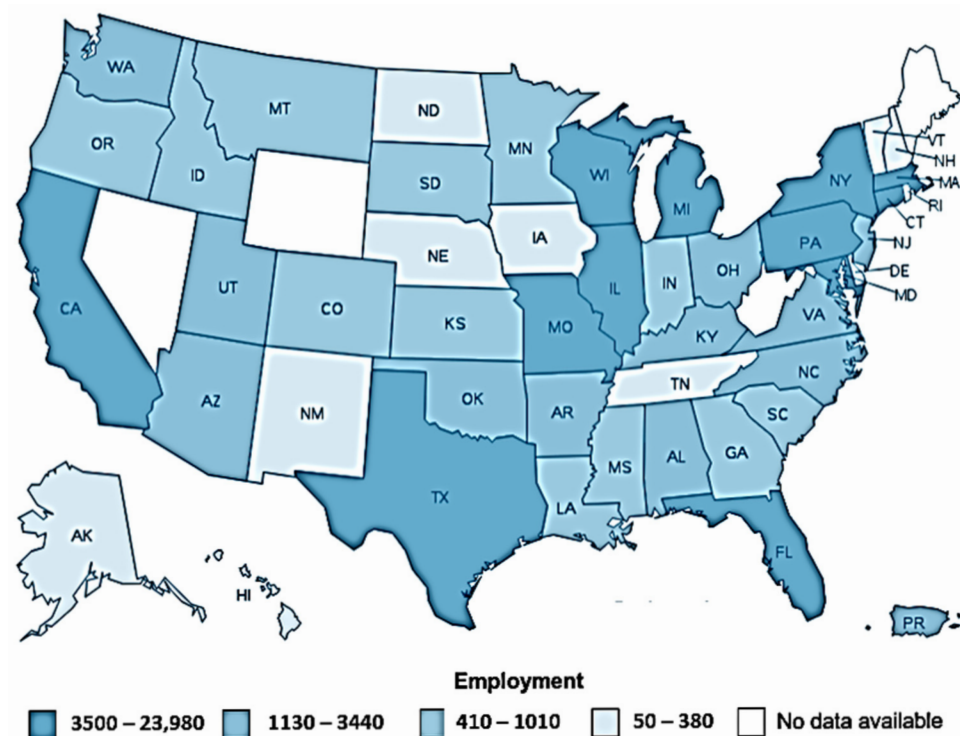 WA
MT
ND
MN
VT
NH
OR
ID
SD
WI
NY
MA
MI
RI
CT
IA
PA
NJ
NE
OH
DE
UT
IL
IN
MD
CA
CO
KS
MO
VA
KY
NC
AZ
OK
TN
NM
AR
SC
MS
AL
GA
TX
LA
AK
FL
HI
PR
Employment
3500 – 23,980
1130 – 3440
410 – 1010
50 – 380
No data available